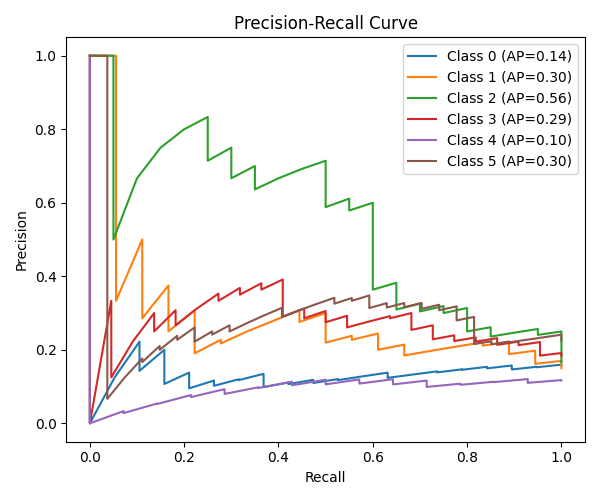 Precision-Recall Curve
Precision
1.0
0.8
0.6
0.4
0.2
0.0
Class 0 (AP=0.14)
Class 1 (AP=0.30)
Class 2 (AP=0.56)
Class 3 (AP=0.29)
Class 4 (AP=0.10)
Class 5 (AP=0.30)
0.0 0.2 0.4 0.6 0.8 1.0
Recall